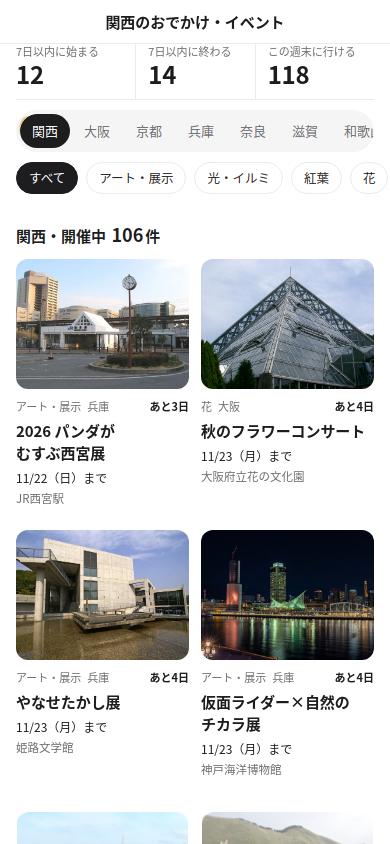 関西のおでかけ・イベント
7日以内に始まる
7日以内に終わる
この週末に行ける
12
14
118
関西
大阪
京都
兵庫
奈良
滋賀
和歌
すべて
アート・展示
光・イルミ
紅葉
花
関西・開催中 106件
アート・展示 兵庫
あと3日
2026 パンダが
むすぶ西宮展
11/22（日）まで
JR西宮駅
花 大阪
あと4日
秋のフラワーコンサート
11/23（月）まで
大阪府立花の文化園
アート・展示 兵庫
あと4日
やなせたかし展
11/23（月）まで
姫路文学館
アート・展示 兵庫
あと4日
仮面ライダー×自然の
チカラ展
11/23（月）まで
神戸海洋博物館